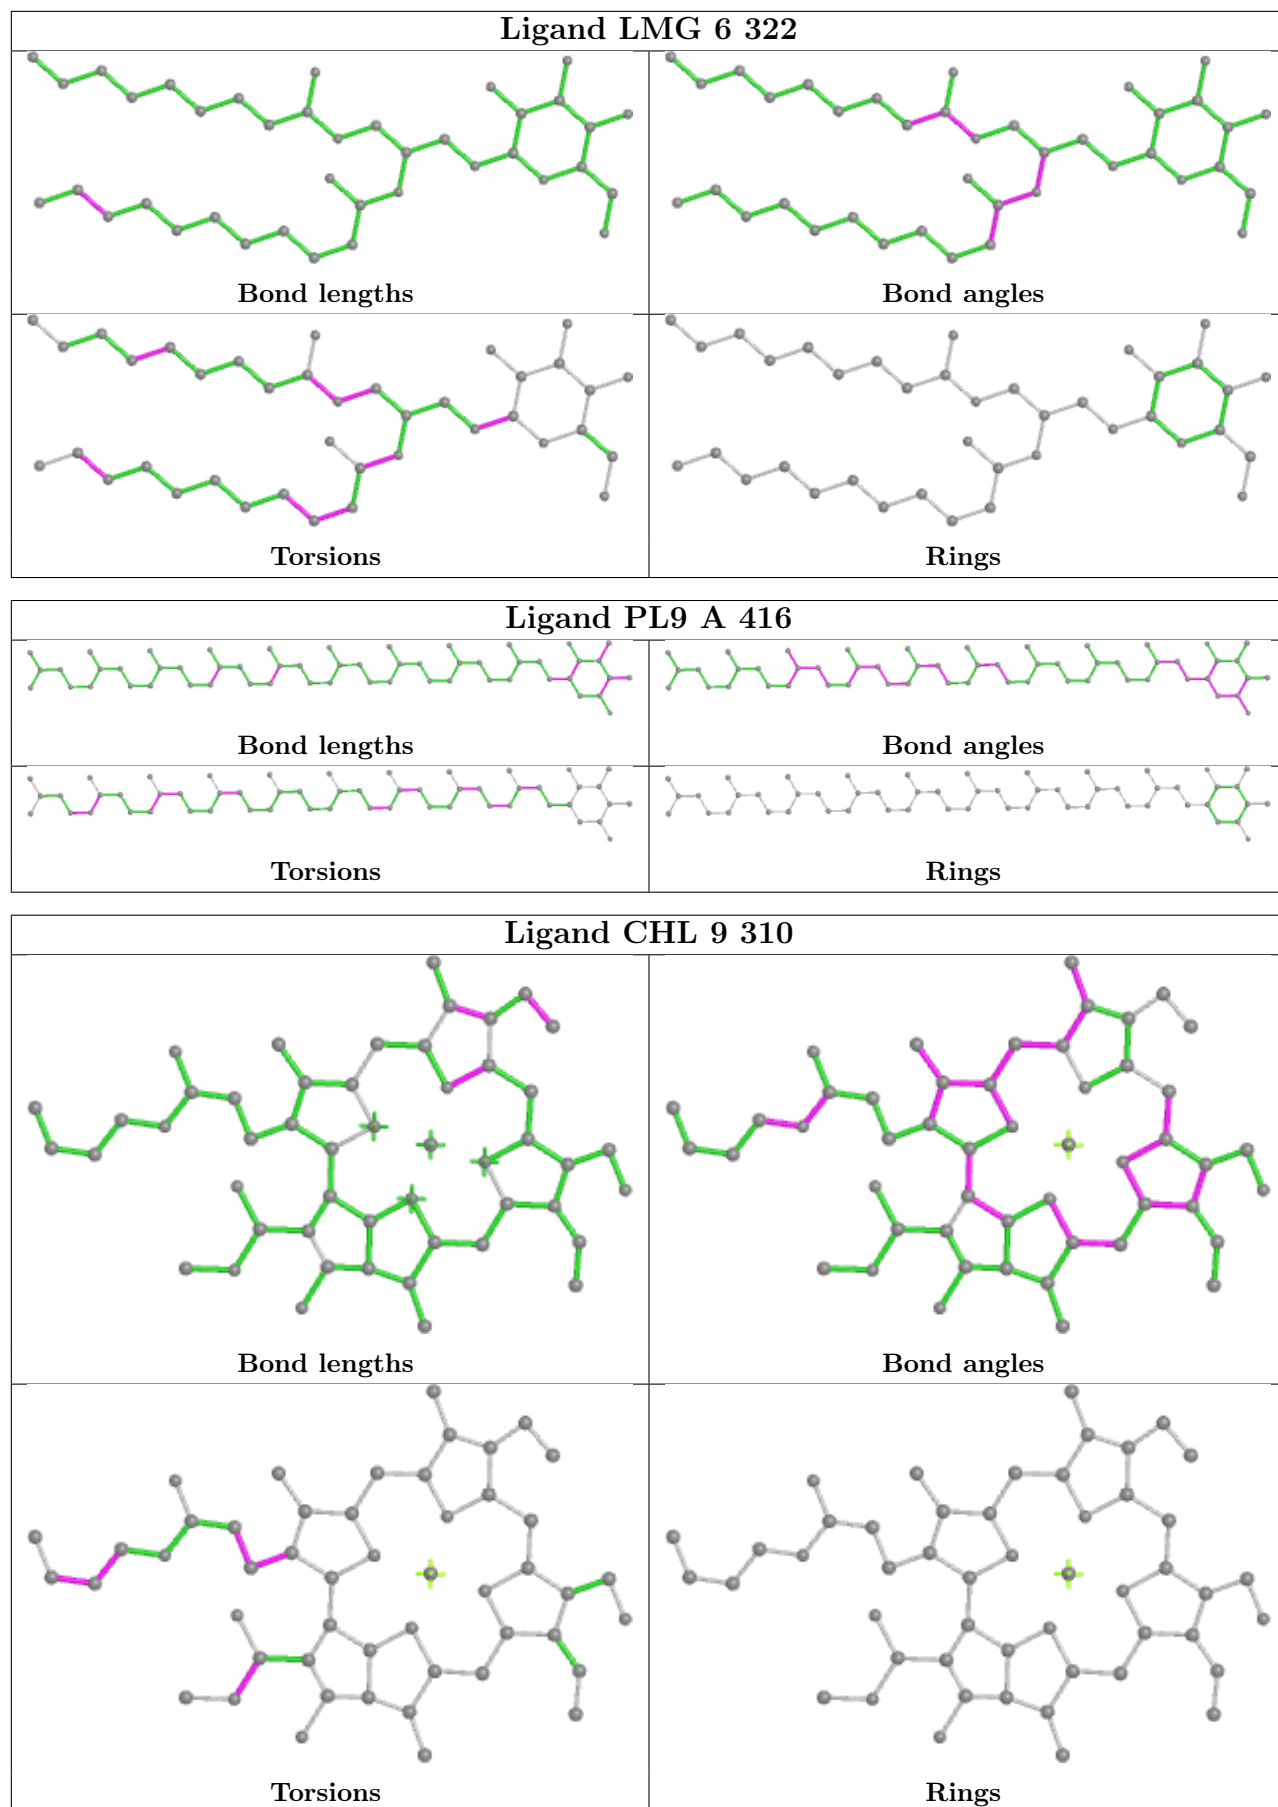 Ligand LMG 6 322
Bond lengths
Bond angles
Torsions
Rings
Ligand PL9 A 416
Bond lengths
Bond angles
Torsions
Rings
Ligand CHL 9 310
Bond lengths
Bond angles
Torsions
Rings